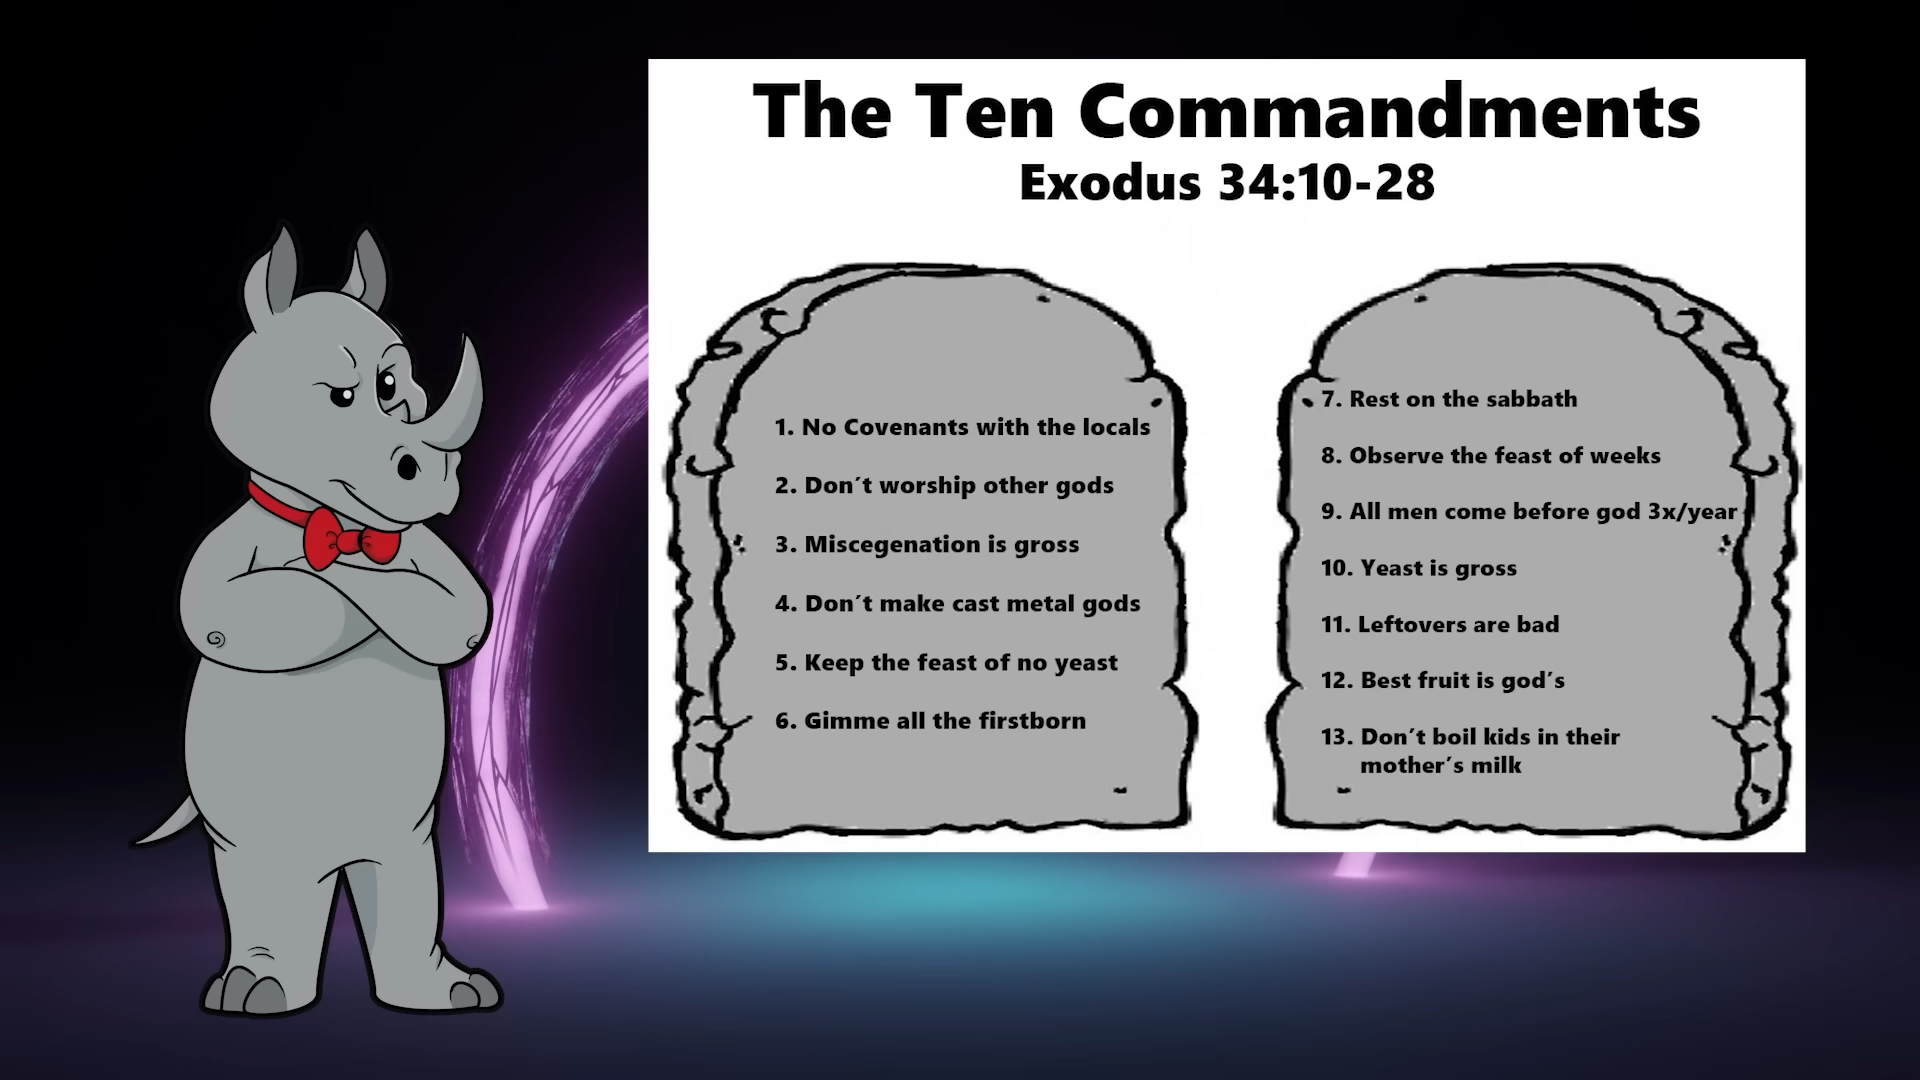 The Ten Commandments
Exodus 34:10-28
1. No Covenants with the locals
2. Don´t worship other gods
3. Miscegenation is gross
4. Don´t make cast metal gods
5. Keep the feast of no yeast
6. Gimme all the firstborn
7. Rest on the sabbath
8. Observe the feast of weeks
9. All men come before god 3x/year
10. Yeast is gross
11. Leftovers are bad
12. Best fruit is god’s
13. Don’t boil kids in their
mother’s milk